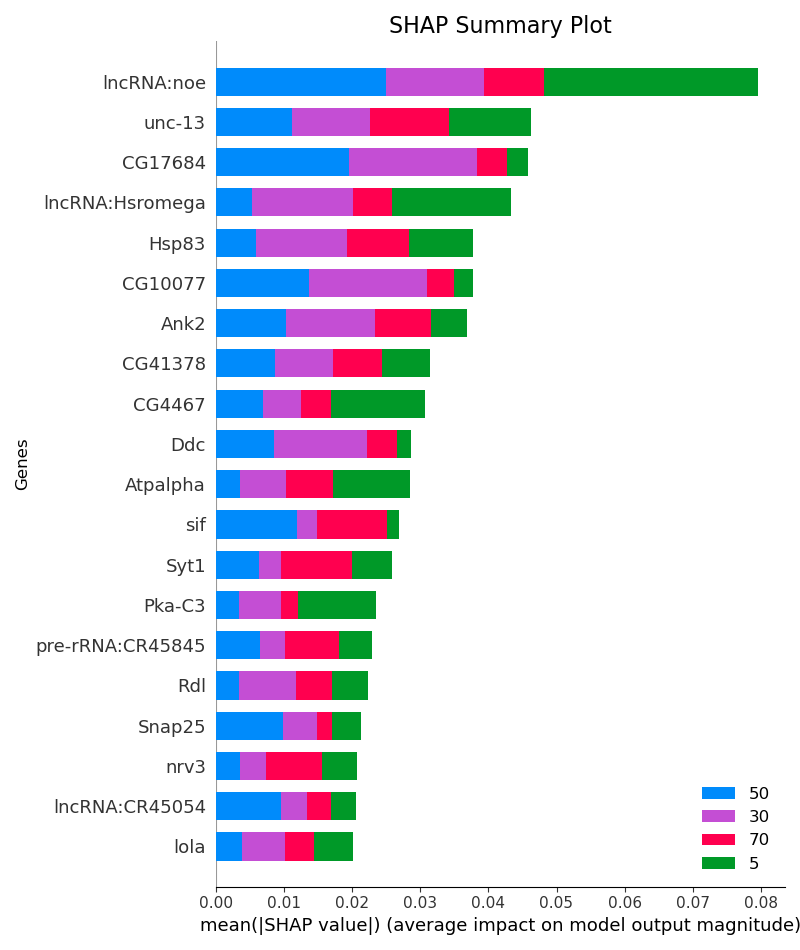 SHAP Summary Plot
lncRNA:noe
unc-13
CG17684
lncRNA:Hsromega
Hsp83
CG10077
Ank2
CG41378
CG4467
Ddc
Atpalpha
sif
Syt1
Pka-C3
pre-rRNA:CR45845
Rdl
Snap25
nrv3
lncRNA:CR45054
lola
Genes
50
30
70
5
0.00 0.01 0.02 0.03 0.04 0.05 0.06 0.07 0.08
mean(|SHAP value|) (average impact on model output magnitude)